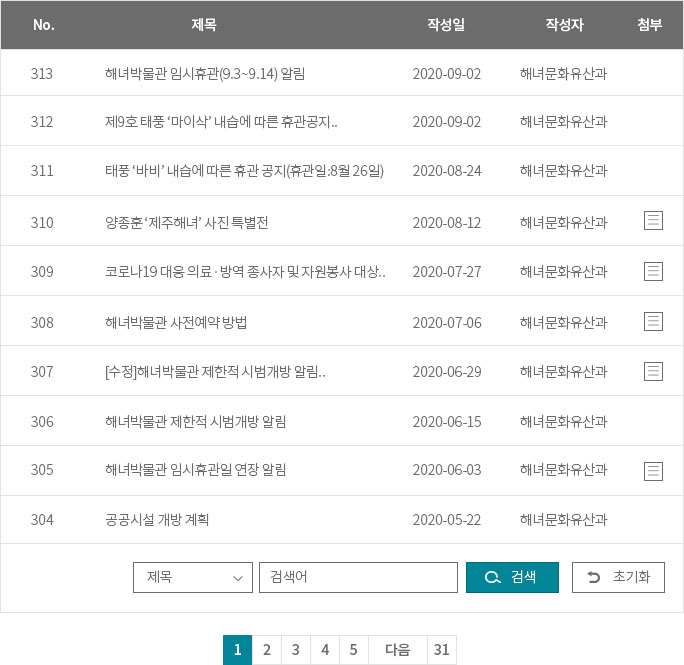 No. 제목 작성일 작성자 첨부
313 해녀박물관 임시휴관(9.3~9.14) 알림 2020-09-02 해녀문화유산과
312 제9호 태풍 ‘마이삭’ 내습에 따른 휴관공지.. 2020-09-02 해녀문화유산과
311 태풍 ‘바비’ 내습에 따른 휴관 공지(휴관일:8월 26일) 2020-08-24 해녀문화유산과
310 양종훈 ‘제주해녀’ 사진 특별전 2020-08-12 해녀문화유산과
309 코로나19 대응 의료·방역 종사자 및 자원봉사 대상.. 2020-07-27 해녀문화유산과
308 해녀박물관 사전예약 방법 2020-07-06 해녀문화유산과
307 [수정]해녀박물관 제한적 시범개방 알림.. 2020-06-29 해녀문화유산과
306 해녀박물관 제한적 시범개방 알림 2020-06-15 해녀문화유산과
305 해녀박물관 임시휴관일 연장 알림 2020-06-03 해녀문화유산과
304 공공시설 개방 계획 2020-05-22 해녀문화유산과
제목 검색어 검색 초기화
1 2 3 4 5 다음 31